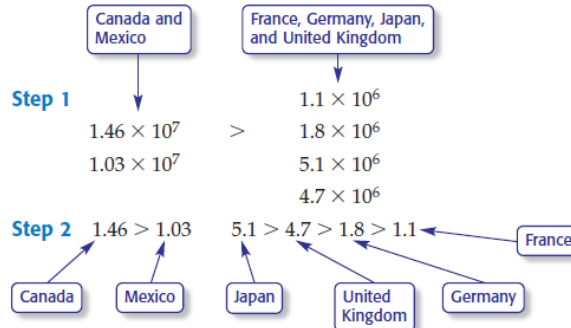 Canada and
Mexico
France, Germany, Japan,
and United Kingdom
Step 1
1.1 × 10⁶
1.46 × 10⁷ > 1.8 × 10⁶
1.03 × 10⁷ 5.1 × 10⁶
4.7 × 10⁶
Step 2 1.46 > 1.03 5.1 > 4.7 > 1.8 > 1.1
France
Canada Mexico Japan United
Kingdom Germany